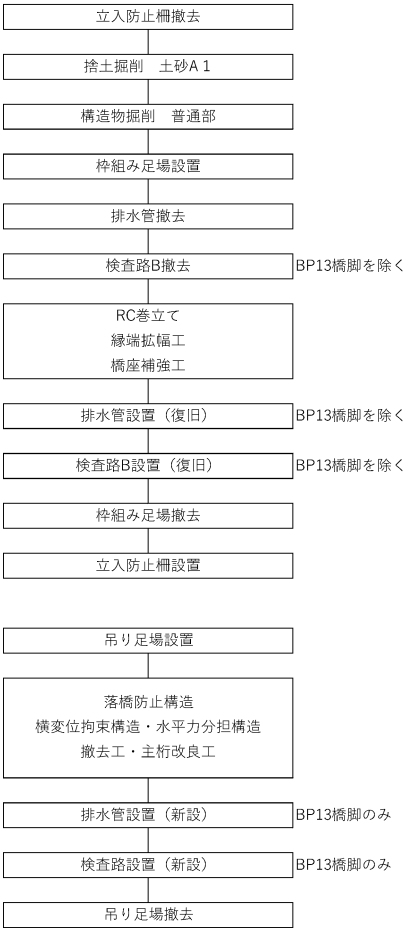 立入防止柵撤去
捨土掘削　土砂A 1
構造物掘削　普通部
枠組み足場設置
排水管撤去
検査路B撤去 BP13橋脚を除く
RC巻立て
縁端拡幅工
橋座補強工
排水管設置（復旧） BP13橋脚を除く
検査路B設置（復旧） BP13橋脚を除く
枠組み足場撤去
立入防止柵設置
吊り足場設置
落橋防止構造
横変位拘束構造・水平力分担構造
撤去工・主桁改良工
排水管設置（新設） BP13橋脚のみ
検査路設置（新設） BP13橋脚のみ
吊り足場撤去